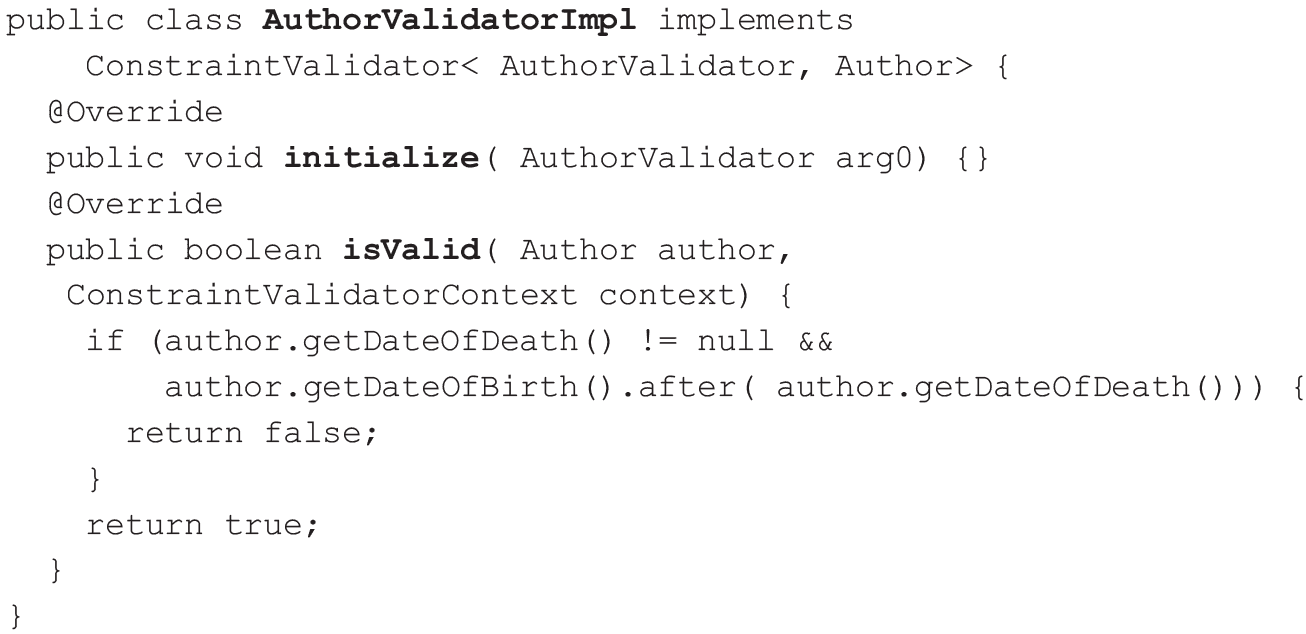 public class AuthorValidatorImpl implements
    ConstraintValidator< AuthorValidator, Author> {
  @Override
  public void initialize( AuthorValidator arg0) {}
  @Override
  public boolean isValid( Author author,
   ConstraintValidatorContext context) {
    if (author.getDateOfDeath() != null &&
        author.getDateOfBirth().after( author.getDateOfDeath())) {
      return false;
    }
    return true;
  }
}